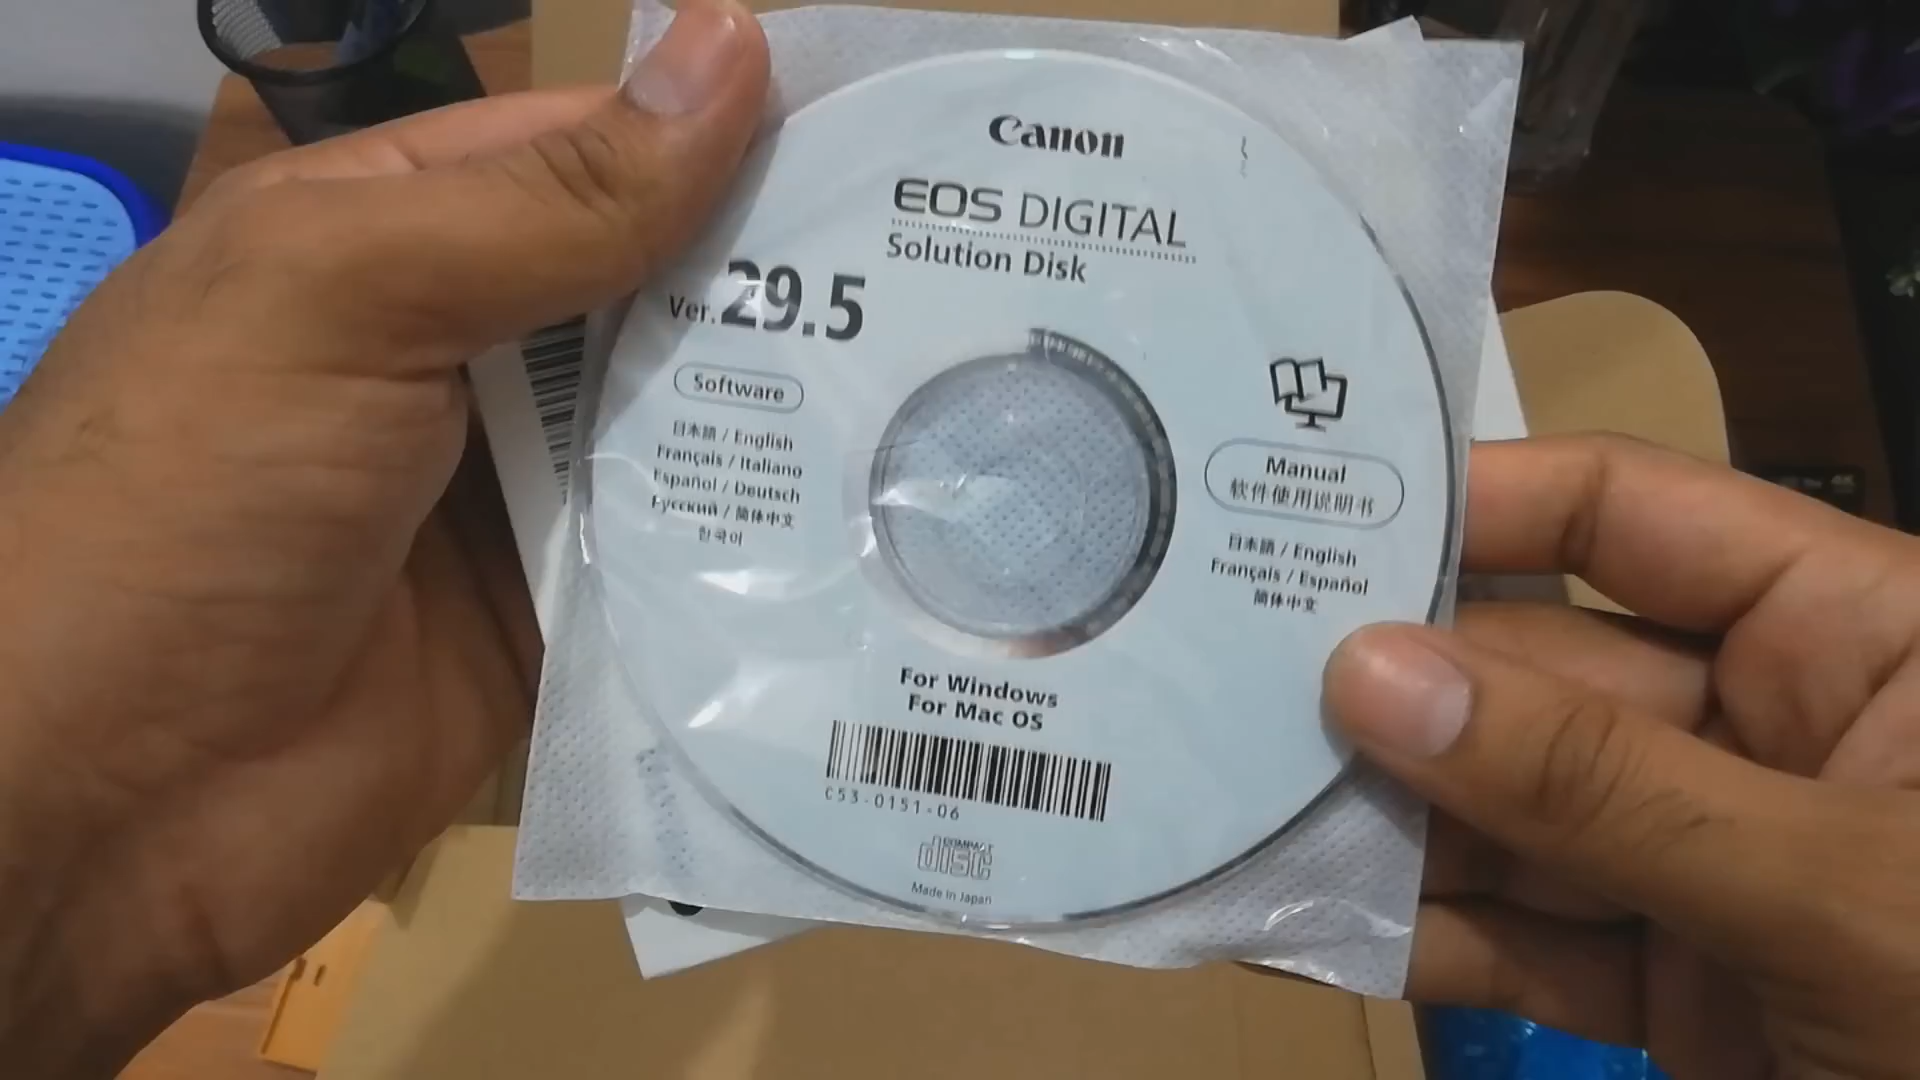 Canon
EOS DIGITAL
Solution Disk
Ver.29.5
Software
日本語 / English
Français / Italiano
Español / Deutsch
Русский / 简体中文
한국어
Manual
软件使用说明书
日本語 / English
Français / Español
简体中文
For Windows
For Mac OS
C53-0151-06
COMPACT
disc
Made in Japan
4K